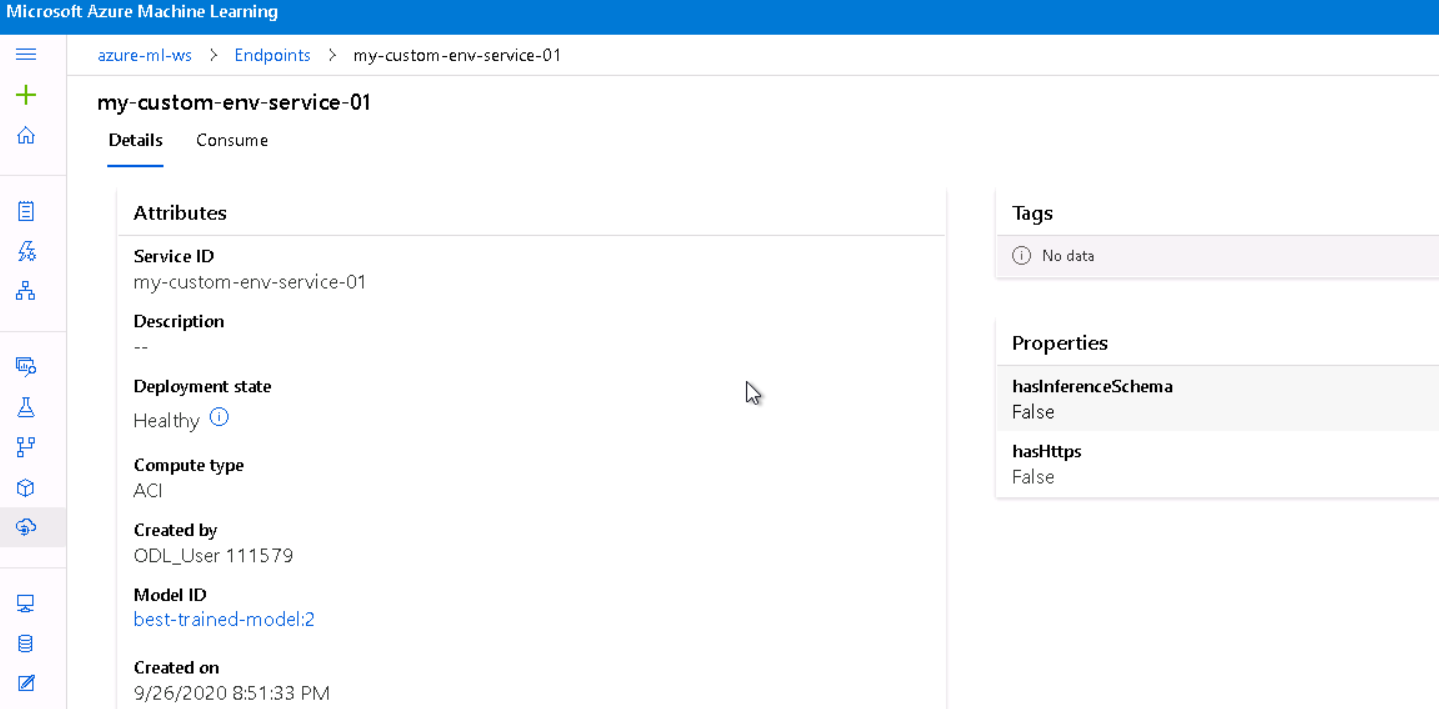 Microsoft Azure Machine Learning
azure-ml-ws > Endpoints > my-custom-env-service-01
my-custom-env-service-01
Details Consume
Attributes
Service ID
my-custom-env-service-01
Description
--
Deployment state
Healthy
Compute type
ACI
Created by
ODL_User 111579
Model ID
best-trained-model:2
Created on
9/26/2020 8:51:33 PM
Tags
No data
Properties
hasInferenceSchema
False
hasHttps
False